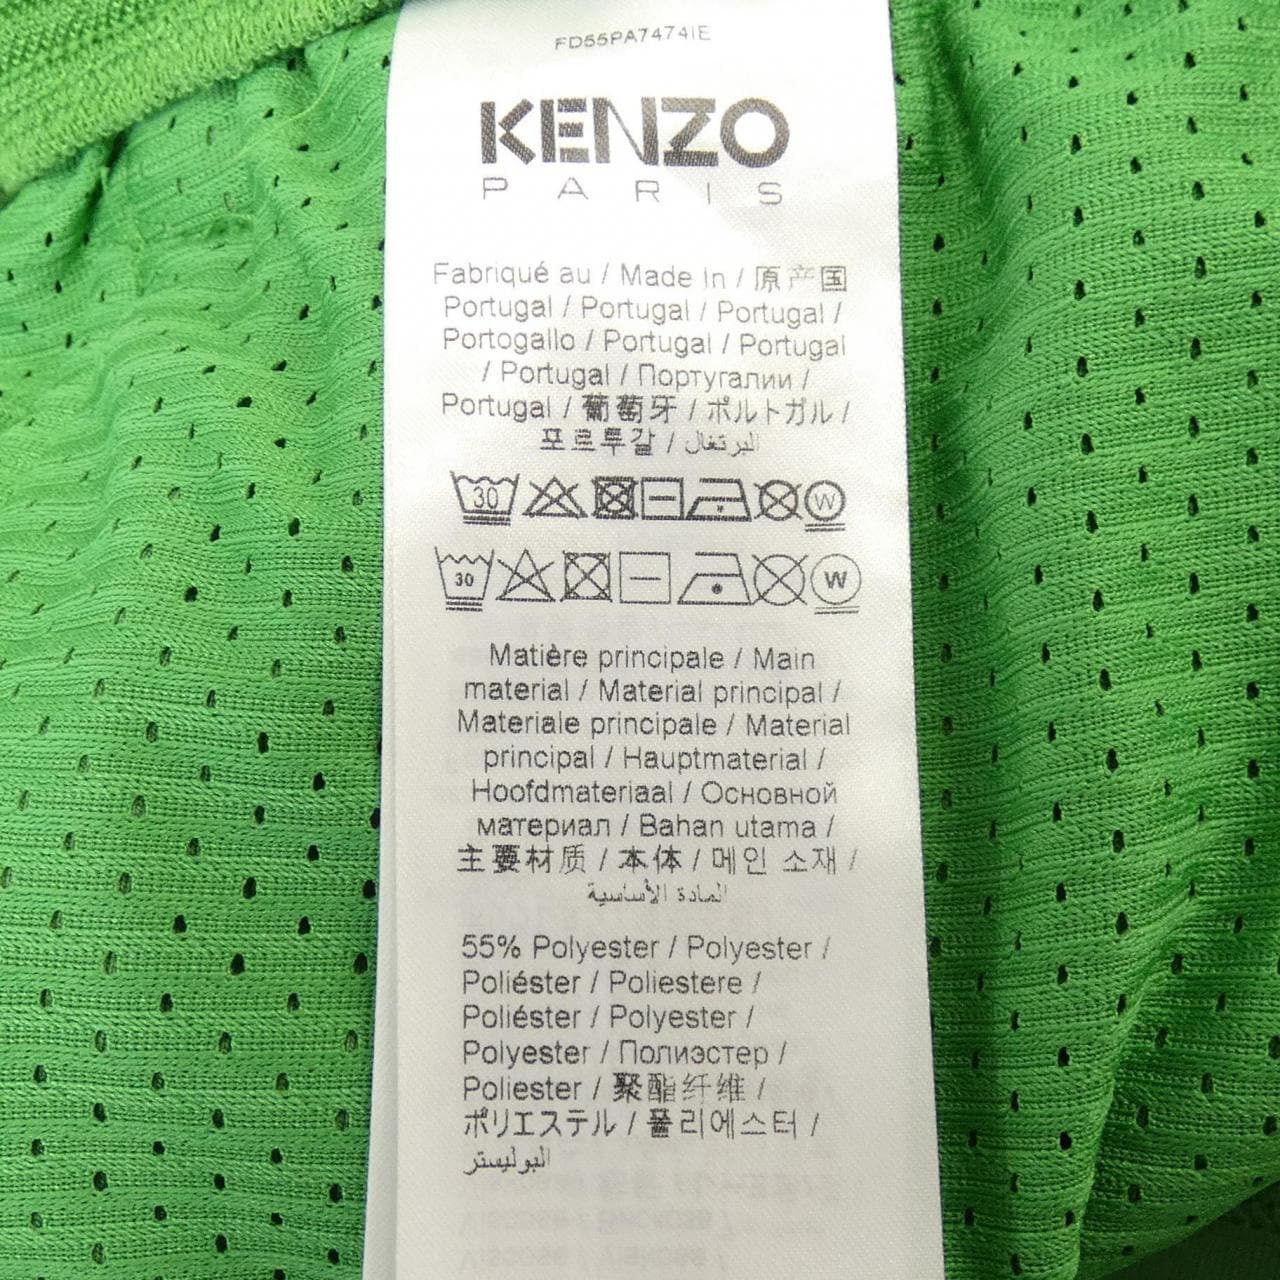 FD55PA7474IE
KENZO
PARIS
Fabriqué au / Made In / 原产国
Portugal / Portugal / Portugal /
Portogallo / Portugal / Portugal
/ Portugal / Португалии /
Portugal / 葡萄牙 / ポルトガル /
포르투갈 / البرتغال
30 W
30 W
Matière principale / Main
material / Material principal /
Materiale principale / Material
principal / Hauptmaterial /
Hoofdmateriaal / Основной
материал / Bahan utama /
主要材质 / 本体 / 메인 소재 /
المادة الأساسية
55% Polyester / Polyester /
Poliéster / Poliestere /
Poliéster / Polyester /
Polyester / Полиэстер /
Poliester / 聚酯纤维 /
ポリエステル / 폴리에스터 /
البوليستر